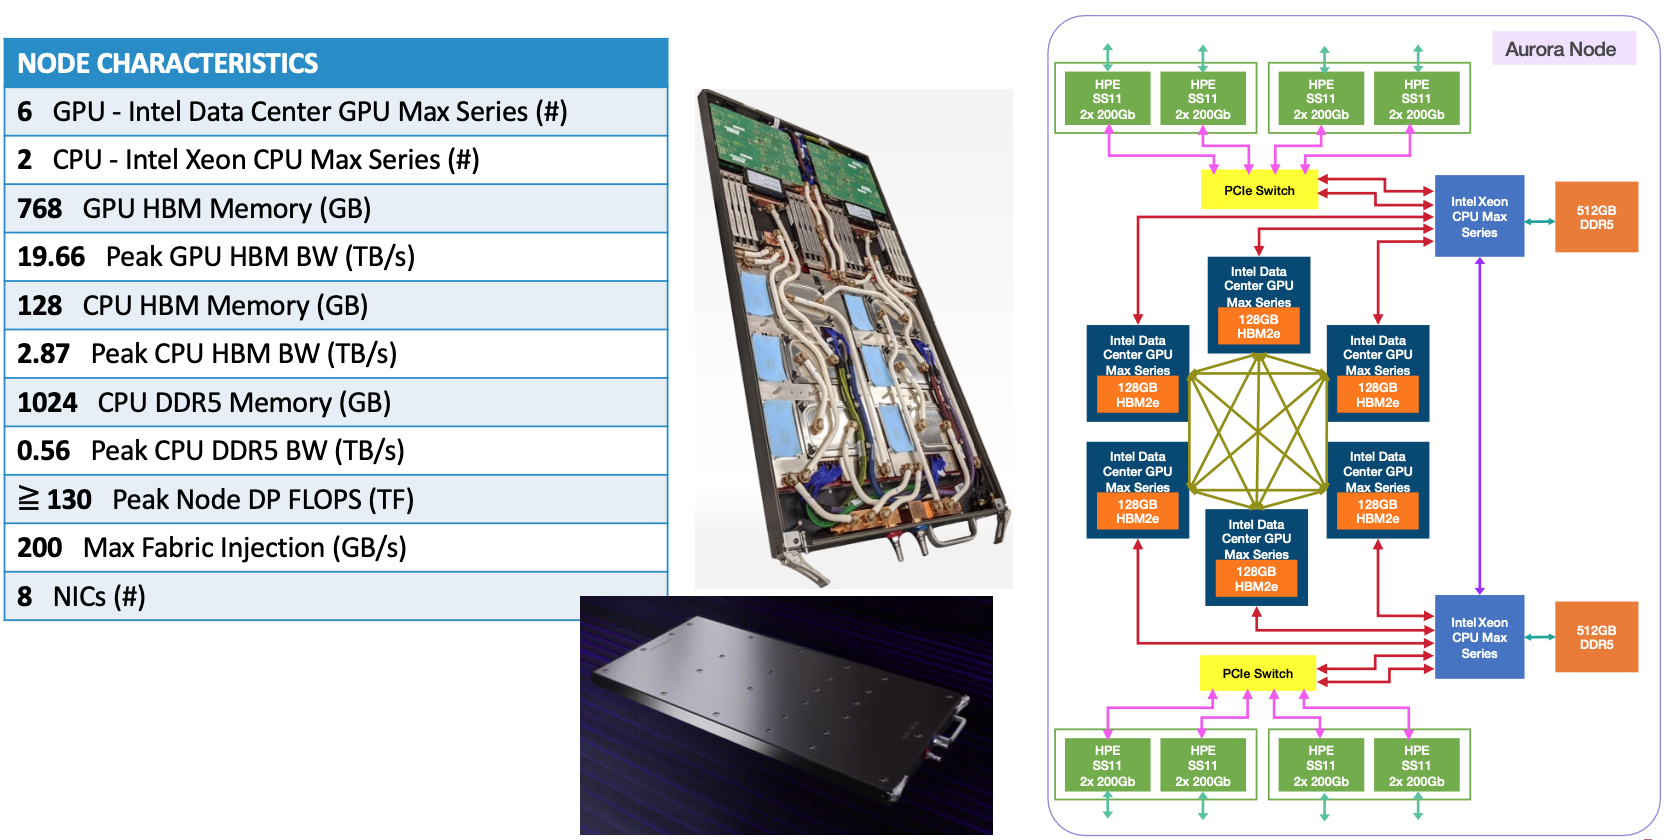 NODE CHARACTERISTICS
6 GPU - Intel Data Center GPU Max Series (#)
2 CPU - Intel Xeon CPU Max Series (#)
768 GPU HBM Memory (GB)
19.66 Peak GPU HBM BW (TB/s)
128 CPU HBM Memory (GB)
2.87 Peak CPU HBM BW (TB/s)
1024 CPU DDR5 Memory (GB)
0.56 Peak CPU DDR5 BW (TB/s)
≧ 130 Peak Node DP FLOPS (TF)
200 Max Fabric Injection (GB/s)
8 NICs (#)
Aurora Node
HPE
SS11
2x 200Gb
HPE
SS11
2x 200Gb
HPE
SS11
2x 200Gb
HPE
SS11
2x 200Gb
PCIe Switch
Intel Xeon
CPU Max
Series
512GB
DDR5
Intel Data
Center GPU
Max Series
128GB
HBM2e
Intel Data
Center GPU
Max Series
128GB
HBM2e
Intel Data
Center GPU
Max Series
128GB
HBM2e
Intel Data
Center GPU
Max Series
128GB
HBM2e
Intel Data
Center GPU
Max Series
128GB
HBM2e
Intel Data
Center GPU
Max Series
128GB
HBM2e
Intel Xeon
CPU Max
Series
512GB
DDR5
PCIe Switch
HPE
SS11
2x 200Gb
HPE
SS11
2x 200Gb
HPE
SS11
2x 200Gb
HPE
SS11
2x 200Gb